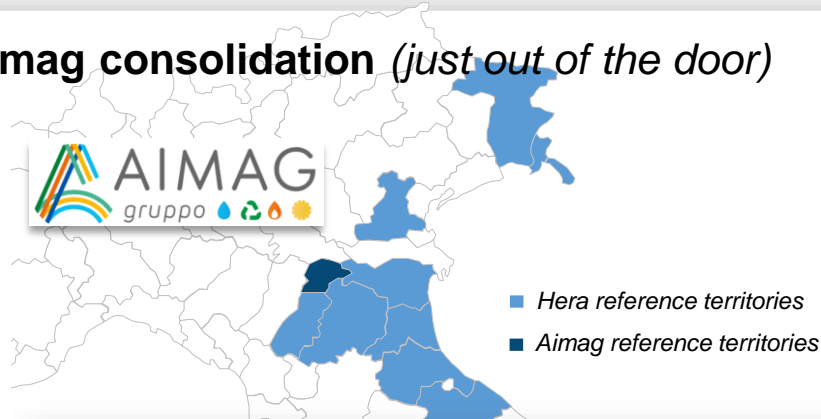 mag consolidation (just out of the door)
AIMAG
gruppo
Hera reference territories
Aimag reference territories